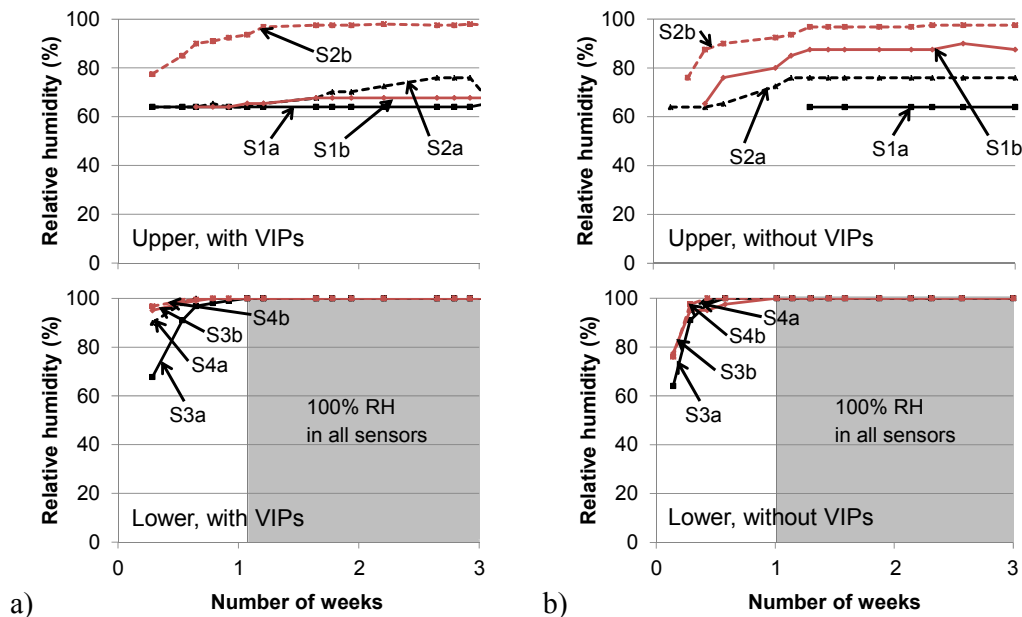 Relative humidity (%)
100
80
60
40
20
0
S2b
S1a
S1b
S2a
Upper, with VIPs
Relative humidity (%)
100
80
60
40
20
0
S2b
S2a
S1a
S1b
Upper, without VIPs
Relative humidity (%)
100
80
60
40
20
0
S4b
S3b
S4a
S3a
100% RH
in all sensors
Lower, with VIPs
0 1 2 3
Number of weeks
a)
Relative humidity (%)
100
80
60
40
20
0
S4a
S4b
S3b
S3a
100% RH
in all sensors
Lower, without VIPs
0 1 2 3
Number of weeks
b)